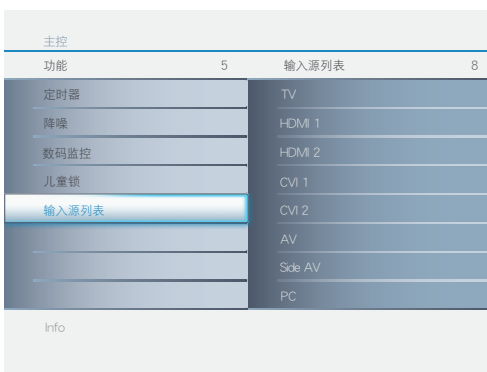 主控
功能 5 输入源列表 8
定时器 TV
降噪 HDMI 1
数码监控 HDMI 2
儿童锁 CVI 1
输入源列表 CVI 2
AV
Side AV
PC
Info